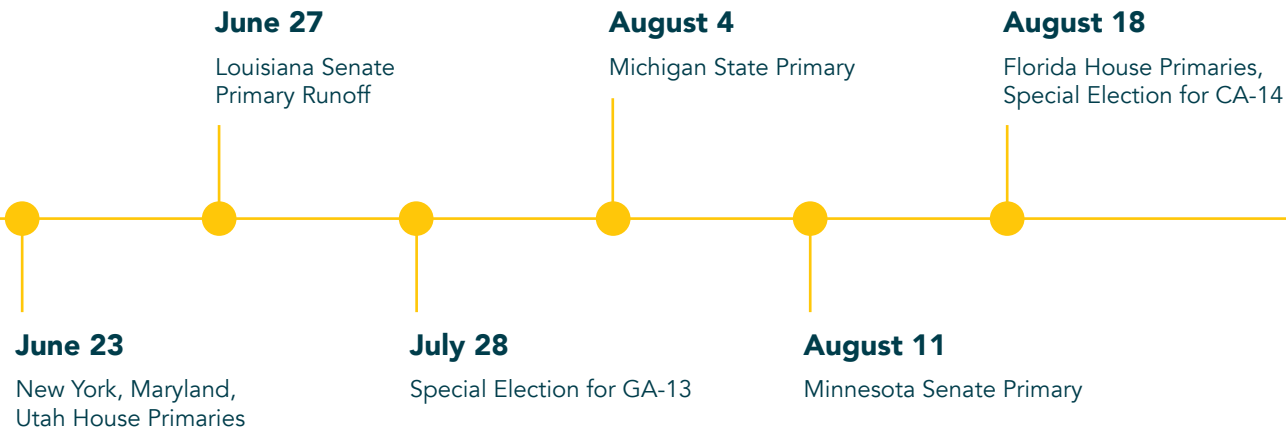 June 27
Louisiana Senate
Primary Runoff
August 4
Michigan State Primary
August 18
Florida House Primaries,
Special Election for CA-14
June 23
New York, Maryland,
Utah House Primaries
July 28
Special Election for GA-13
August 11
Minnesota Senate Primary